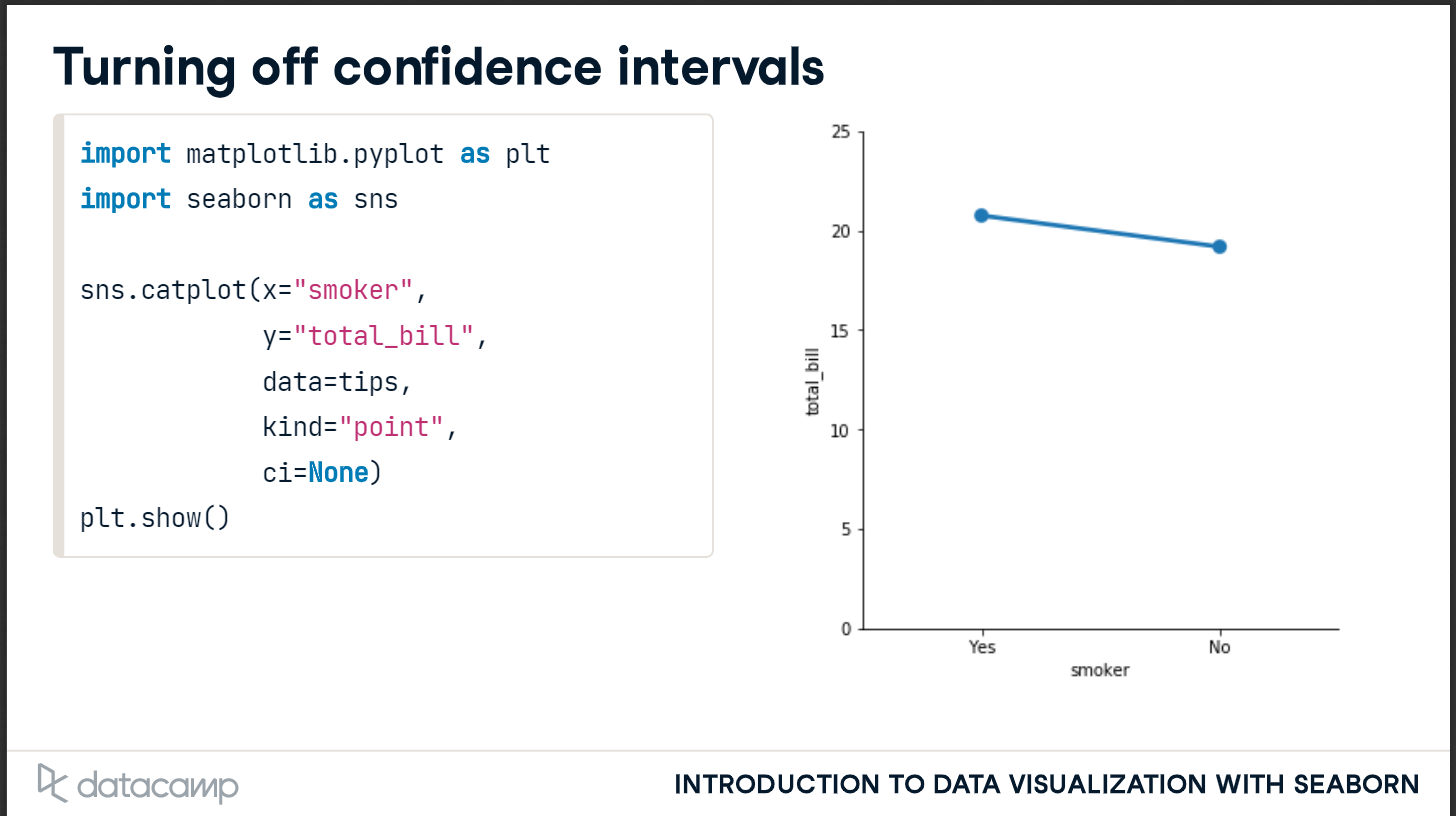 Turning off confidence intervals
import matplotlib.pyplot as plt
import seaborn as sns
sns.catplot(x="smoker",
            y="total_bill",
            data=tips,
            kind="point",
            ci=None)
plt.show()
25
20
15
10
5
0
total_bill
Yes No
smoker
datacamp
INTRODUCTION TO DATA VISUALIZATION WITH SEABORN